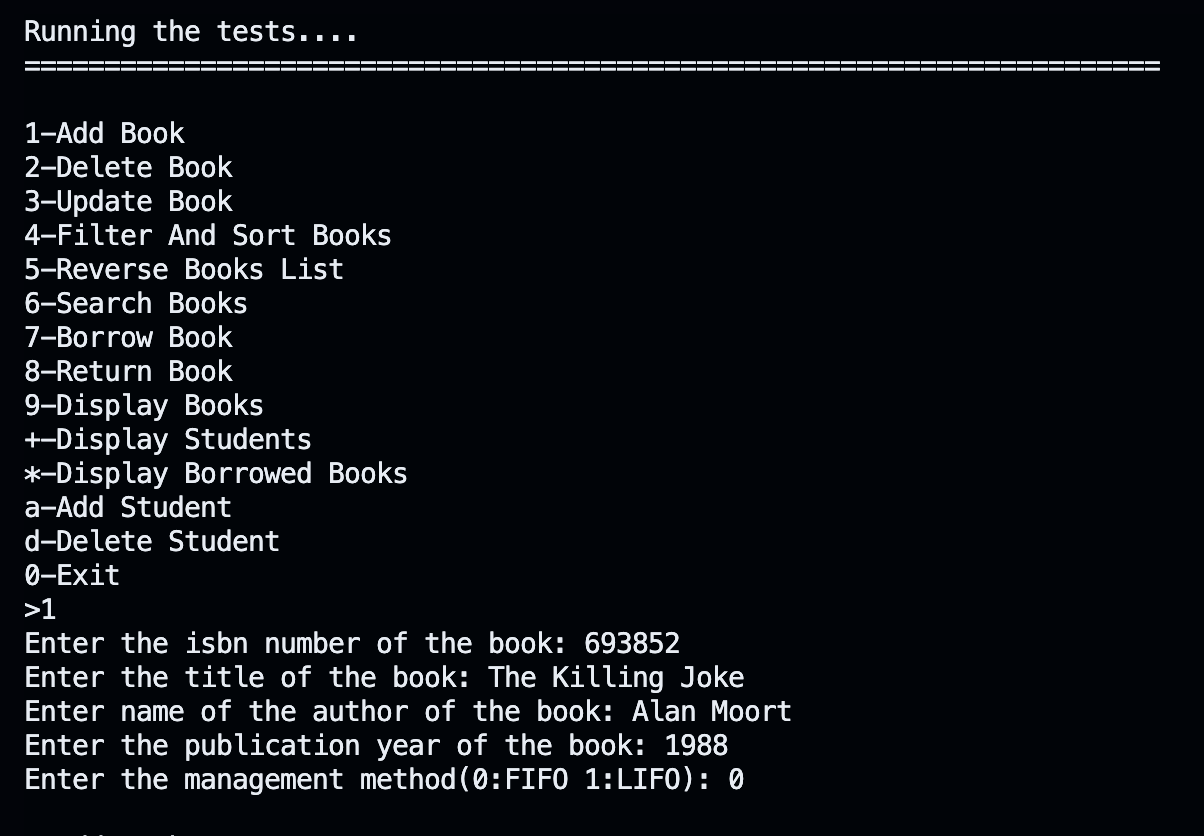 Running the tests....
=======================================================================
1-Add Book
2-Delete Book
3-Update Book
4-Filter And Sort Books
5-Reverse Books List
6-Search Books
7-Borrow Book
8-Return Book
9-Display Books
+-Display Students
*-Display Borrowed Books
a-Add Student
d-Delete Student
0-Exit
>1
Enter the isbn number of the book: 693852
Enter the title of the book: The Killing Joke
Enter name of the author of the book: Alan Moort
Enter the publication year of the book: 1988
Enter the management method(0:FIFO 1:LIFO): 0